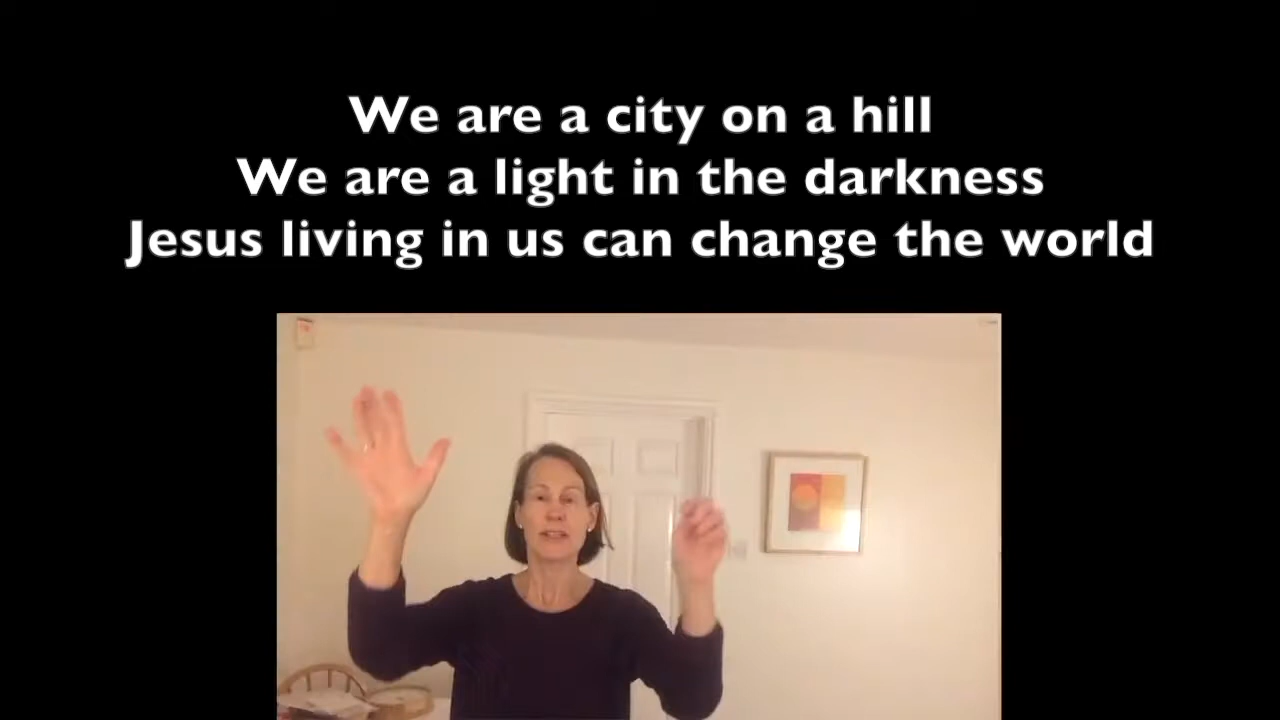 We are a city on a hill
We are a light in the darkness
Jesus living in us can change the world